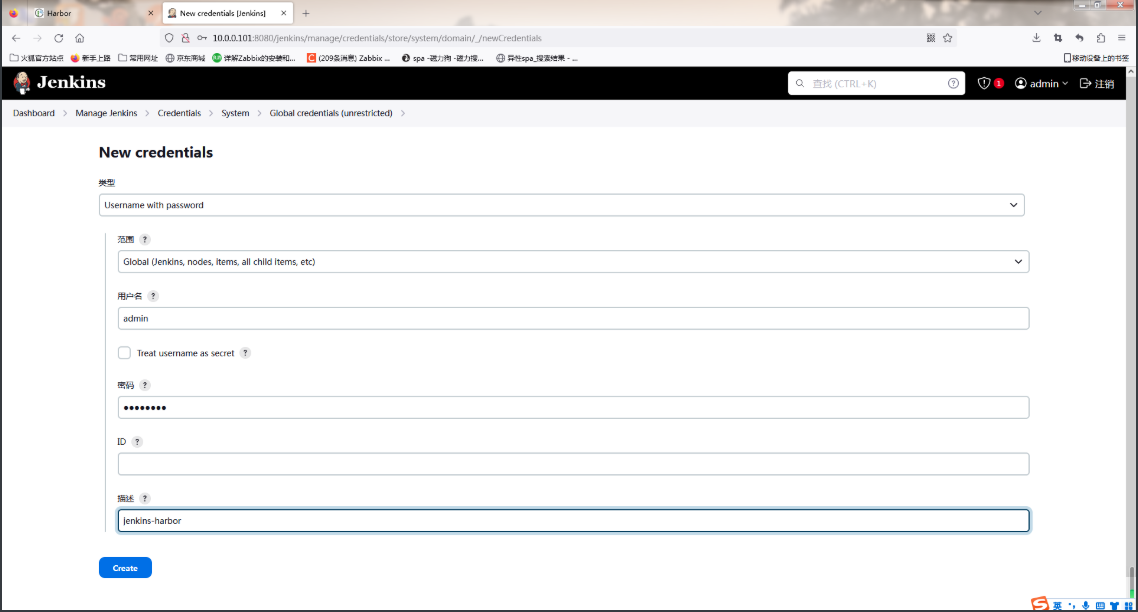 Harbor
New credentials [Jenkins]
10.0.0.101:8080/jenkins/manage/credentials/store/system/domain/_/newCredentials
火狐官方站点 新手上路 常用网址 京东商城 详解Zabbix的安装和... (209条消息) Zabbix ... spa -磁力狗 -磁力搜... 异性spa_搜索结果 - ... 移动设备上的书签
Jenkins 查找 (CTRL+K) ? 1 admin 注销
Dashboard > Manage Jenkins > Credentials > System > Global credentials (unrestricted) >
New credentials
类型
Username with password
范围 ?
Global (Jenkins, nodes, items, all child items, etc)
用户名 ?
admin
Treat username as secret ?
密码 ?
••••••••
ID ?
描述 ?
jenkins-harbor
Create
英